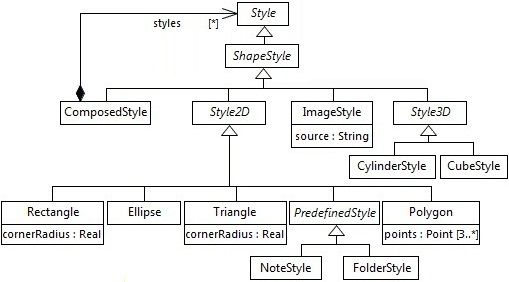 Style
styles [*]
ShapeStyle
ComposedStyle
Style2D
ImageStyle
source : String
Style3D
CylinderStyle
CubeStyle
Rectangle
cornerRadius : Real
Ellipse
Triangle
cornerRadius : Real
PredefinedStyle
Polygon
points : Point [3..*]
NoteStyle
FolderStyle